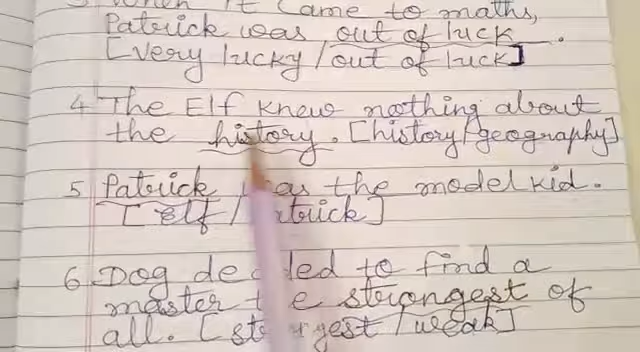 3 When it came to maths,
Patrick was out of luck.
[very lucky / out of luck]
4 The Elf knew nothing about
the history. [history/geography]
5 Patrick was the model kid.
[Elf / Patrick]
6 Dog decided to find a
master the strongest of
all. [strongest / weak]